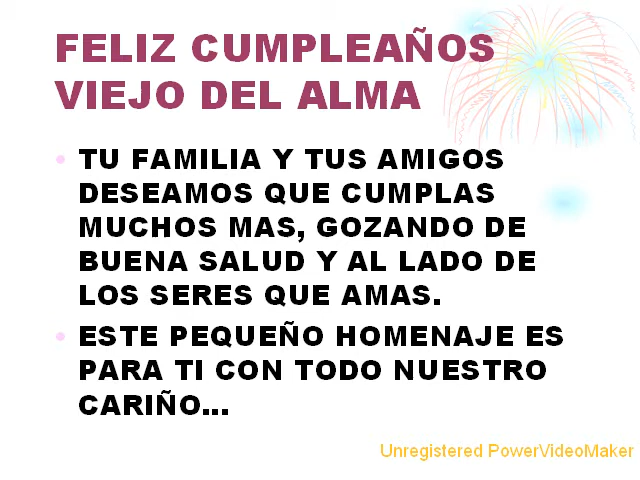 FELIZ CUMPLEAÑOS
VIEJO DEL ALMA
• TU FAMILIA Y TUS AMIGOS
DESEAMOS QUE CUMPLAS
MUCHOS MAS, GOZANDO DE
BUENA SALUD Y AL LADO DE
LOS SERES QUE AMAS.
• ESTE PEQUEÑO HOMENAJE ES
PARA TI CON TODO NUESTRO
CARIÑO...
Unregistered PowerVideoMaker